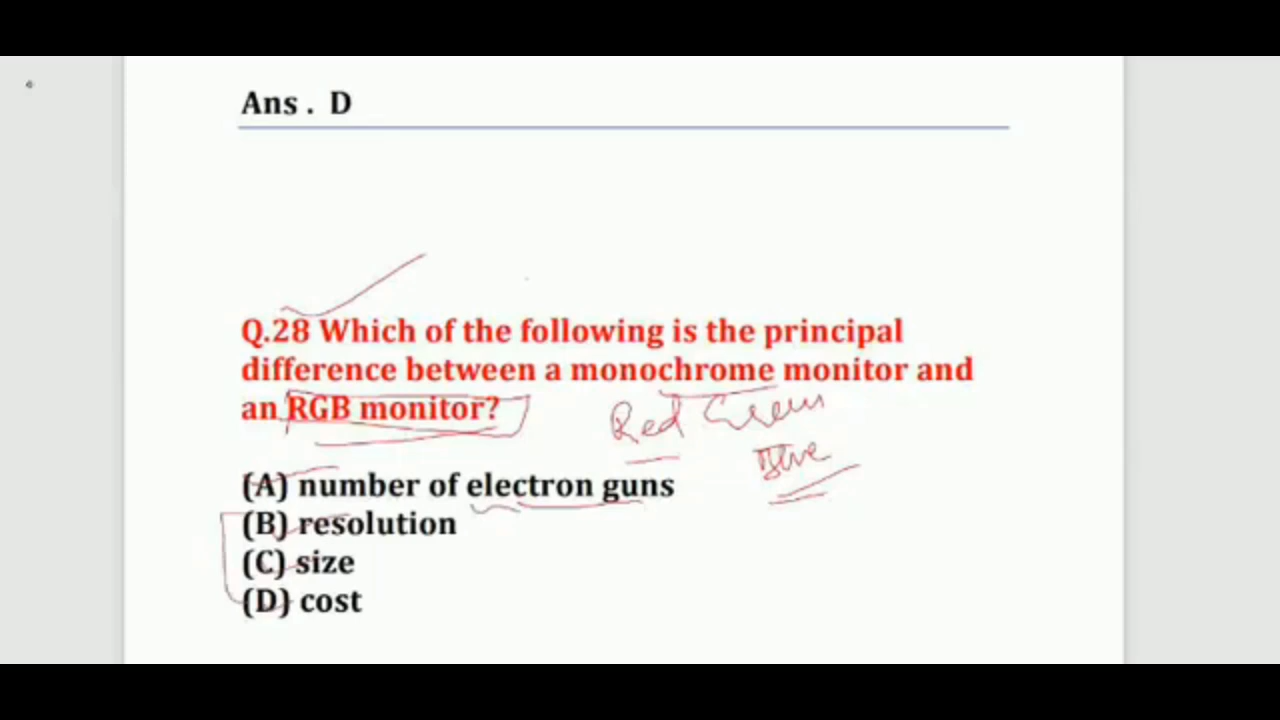 Ans . D
Q.28 Which of the following is the principal
difference between a monochrome monitor and
an RGB monitor?
Red Green
Blue
(A) number of electron guns
(B) resolution
(C) size
(D) cost